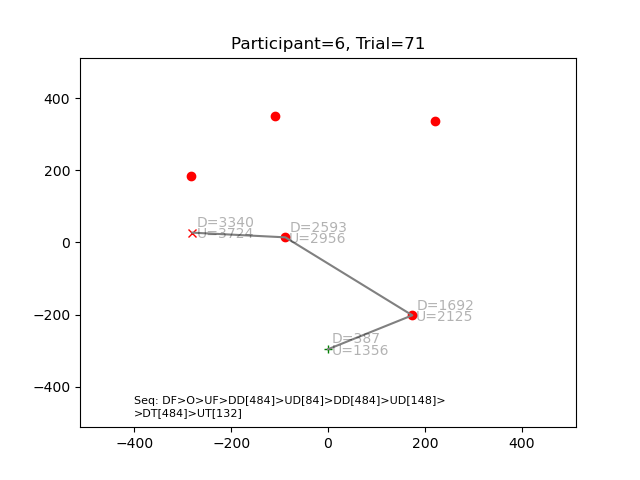 Participant=6, Trial=71
400
200
0
−200
−400
D=3340
U=3724
D=2593
U=2956
D=1692
U=2125
D=387
U=1356
Seq: DF>O>UF>DD[484]>UD[84]>DD[484]>UD[148]>
>DT[484]>UT[132]
−400 −200 0 200 400